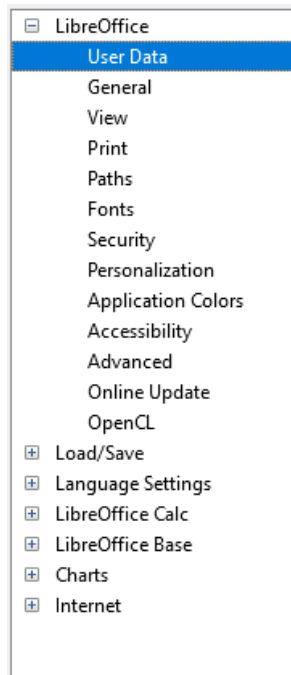 LibreOffice
User Data
General
View
Print
Paths
Fonts
Security
Personalization
Application Colors
Accessibility
Advanced
Online Update
OpenCL
Load/Save
Language Settings
LibreOffice Calc
LibreOffice Base
Charts
Internet